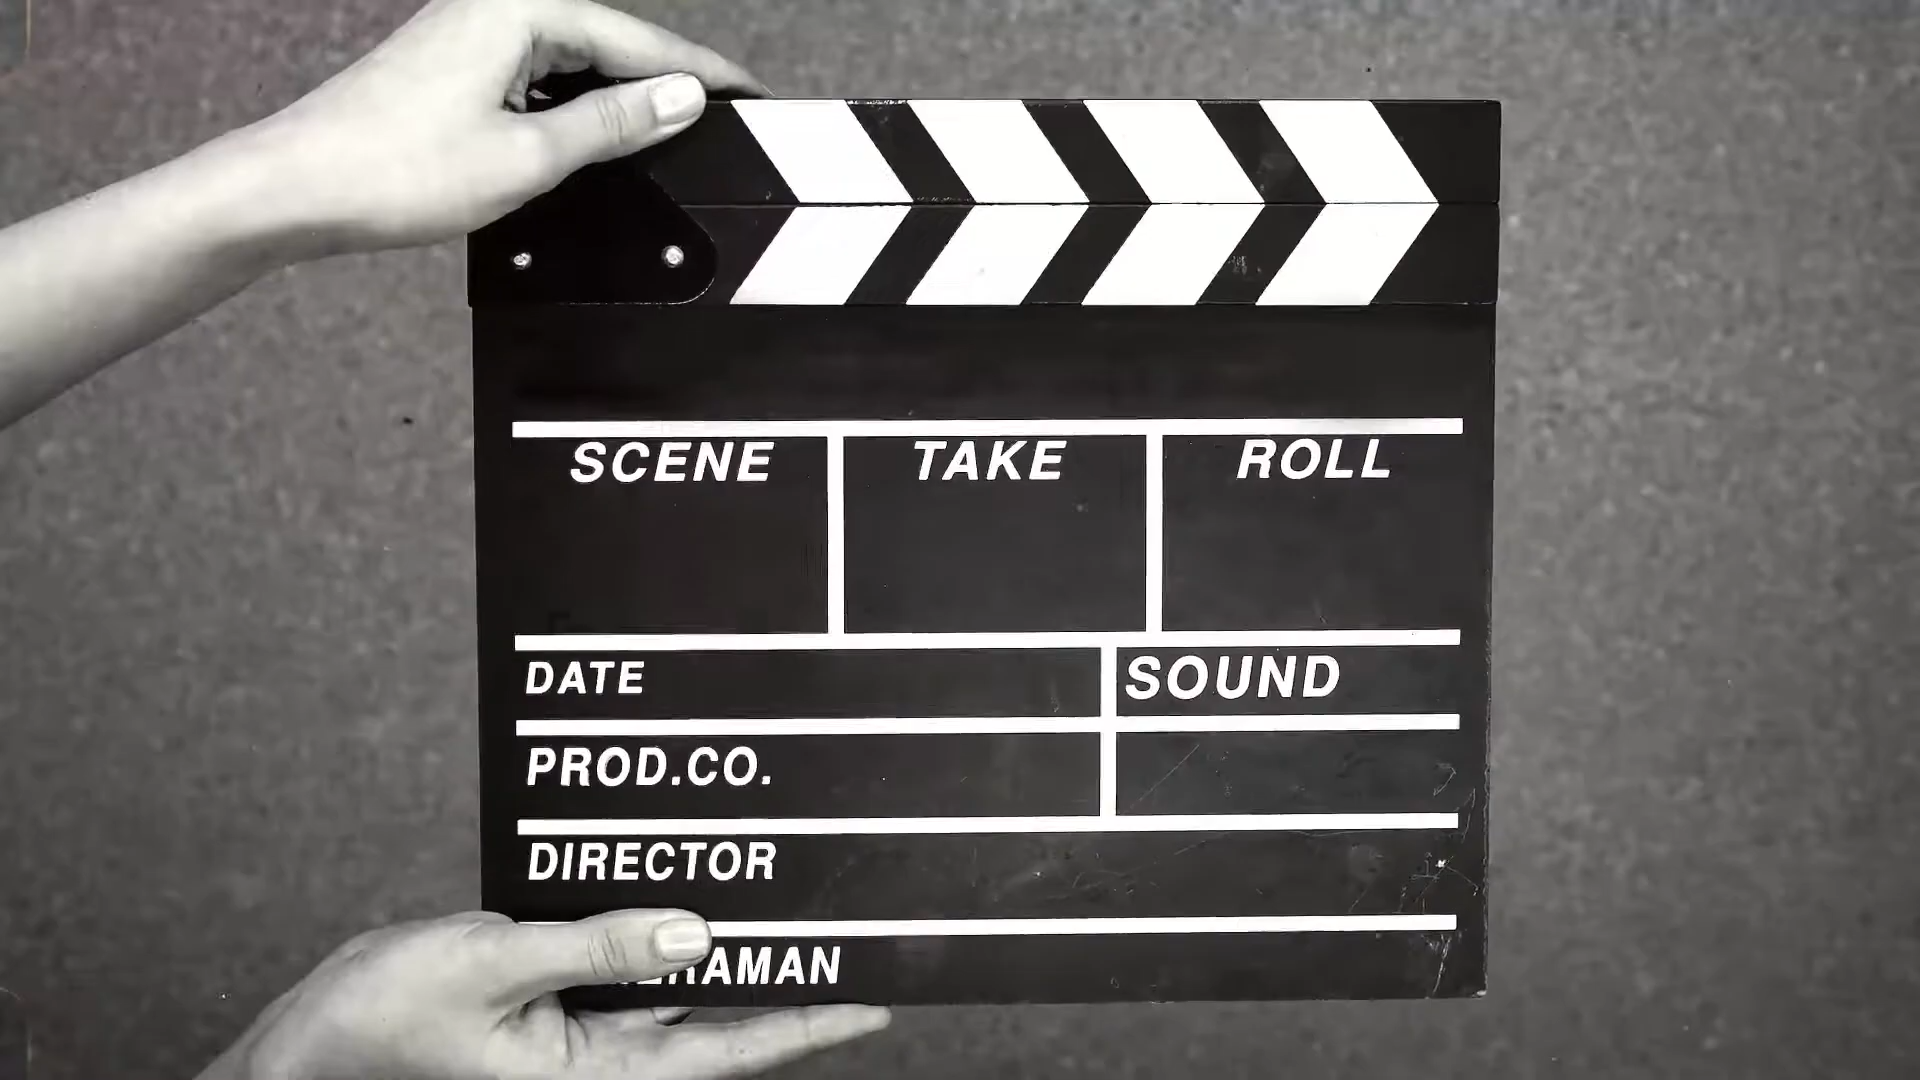 SCENE TAKE ROLL
DATE SOUND
PROD.CO.
DIRECTOR